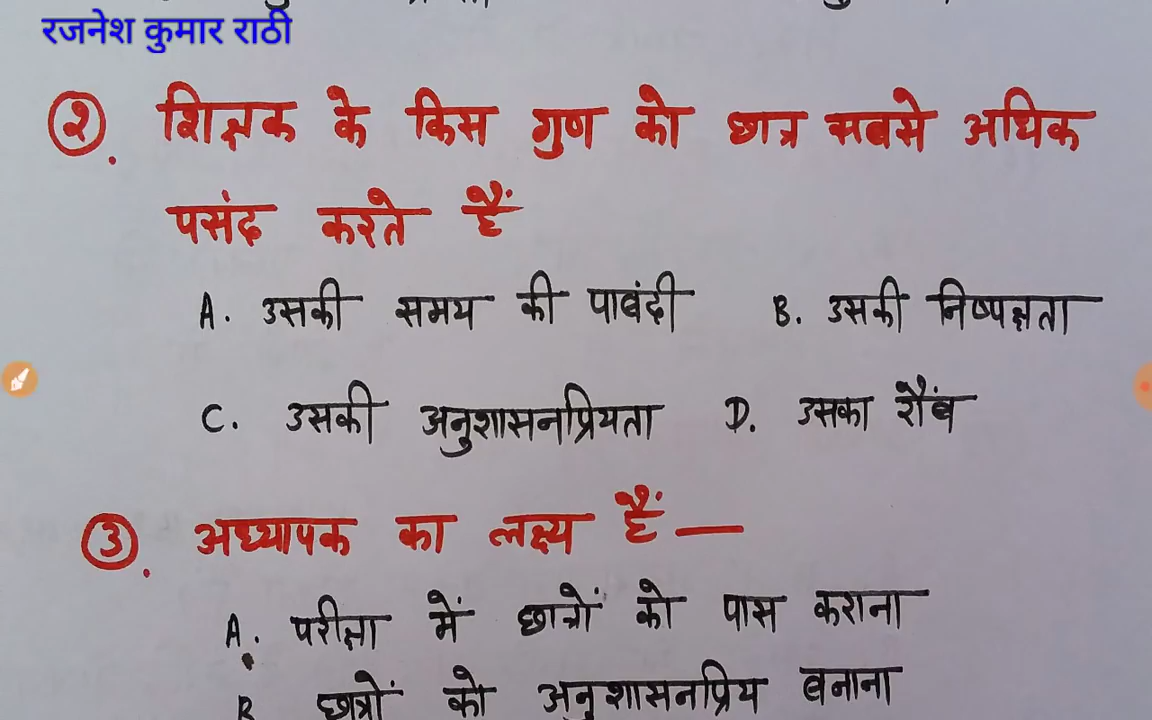 रजनेश कुमार राठी
२. शिक्षक के किस गुण को छात्र सबसे अधिक
पसंद करते हैं
A. उसकी समय की पाबंदी B. उसकी निष्पक्षता
C. उसकी अनुशासनप्रियता D. उसका रौंब
३. अध्यापक का लक्ष्य हैं —
A. परीक्षा में छात्रों को पास कराना
B छात्रों को अनुशासनप्रिय बनाना